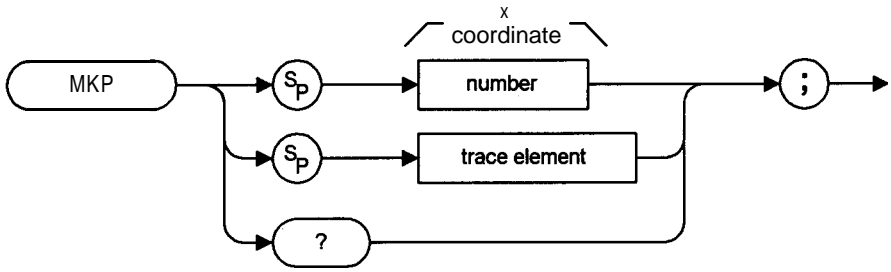 x
coordinate
MKP
SP
number
;
SP
trace element
?